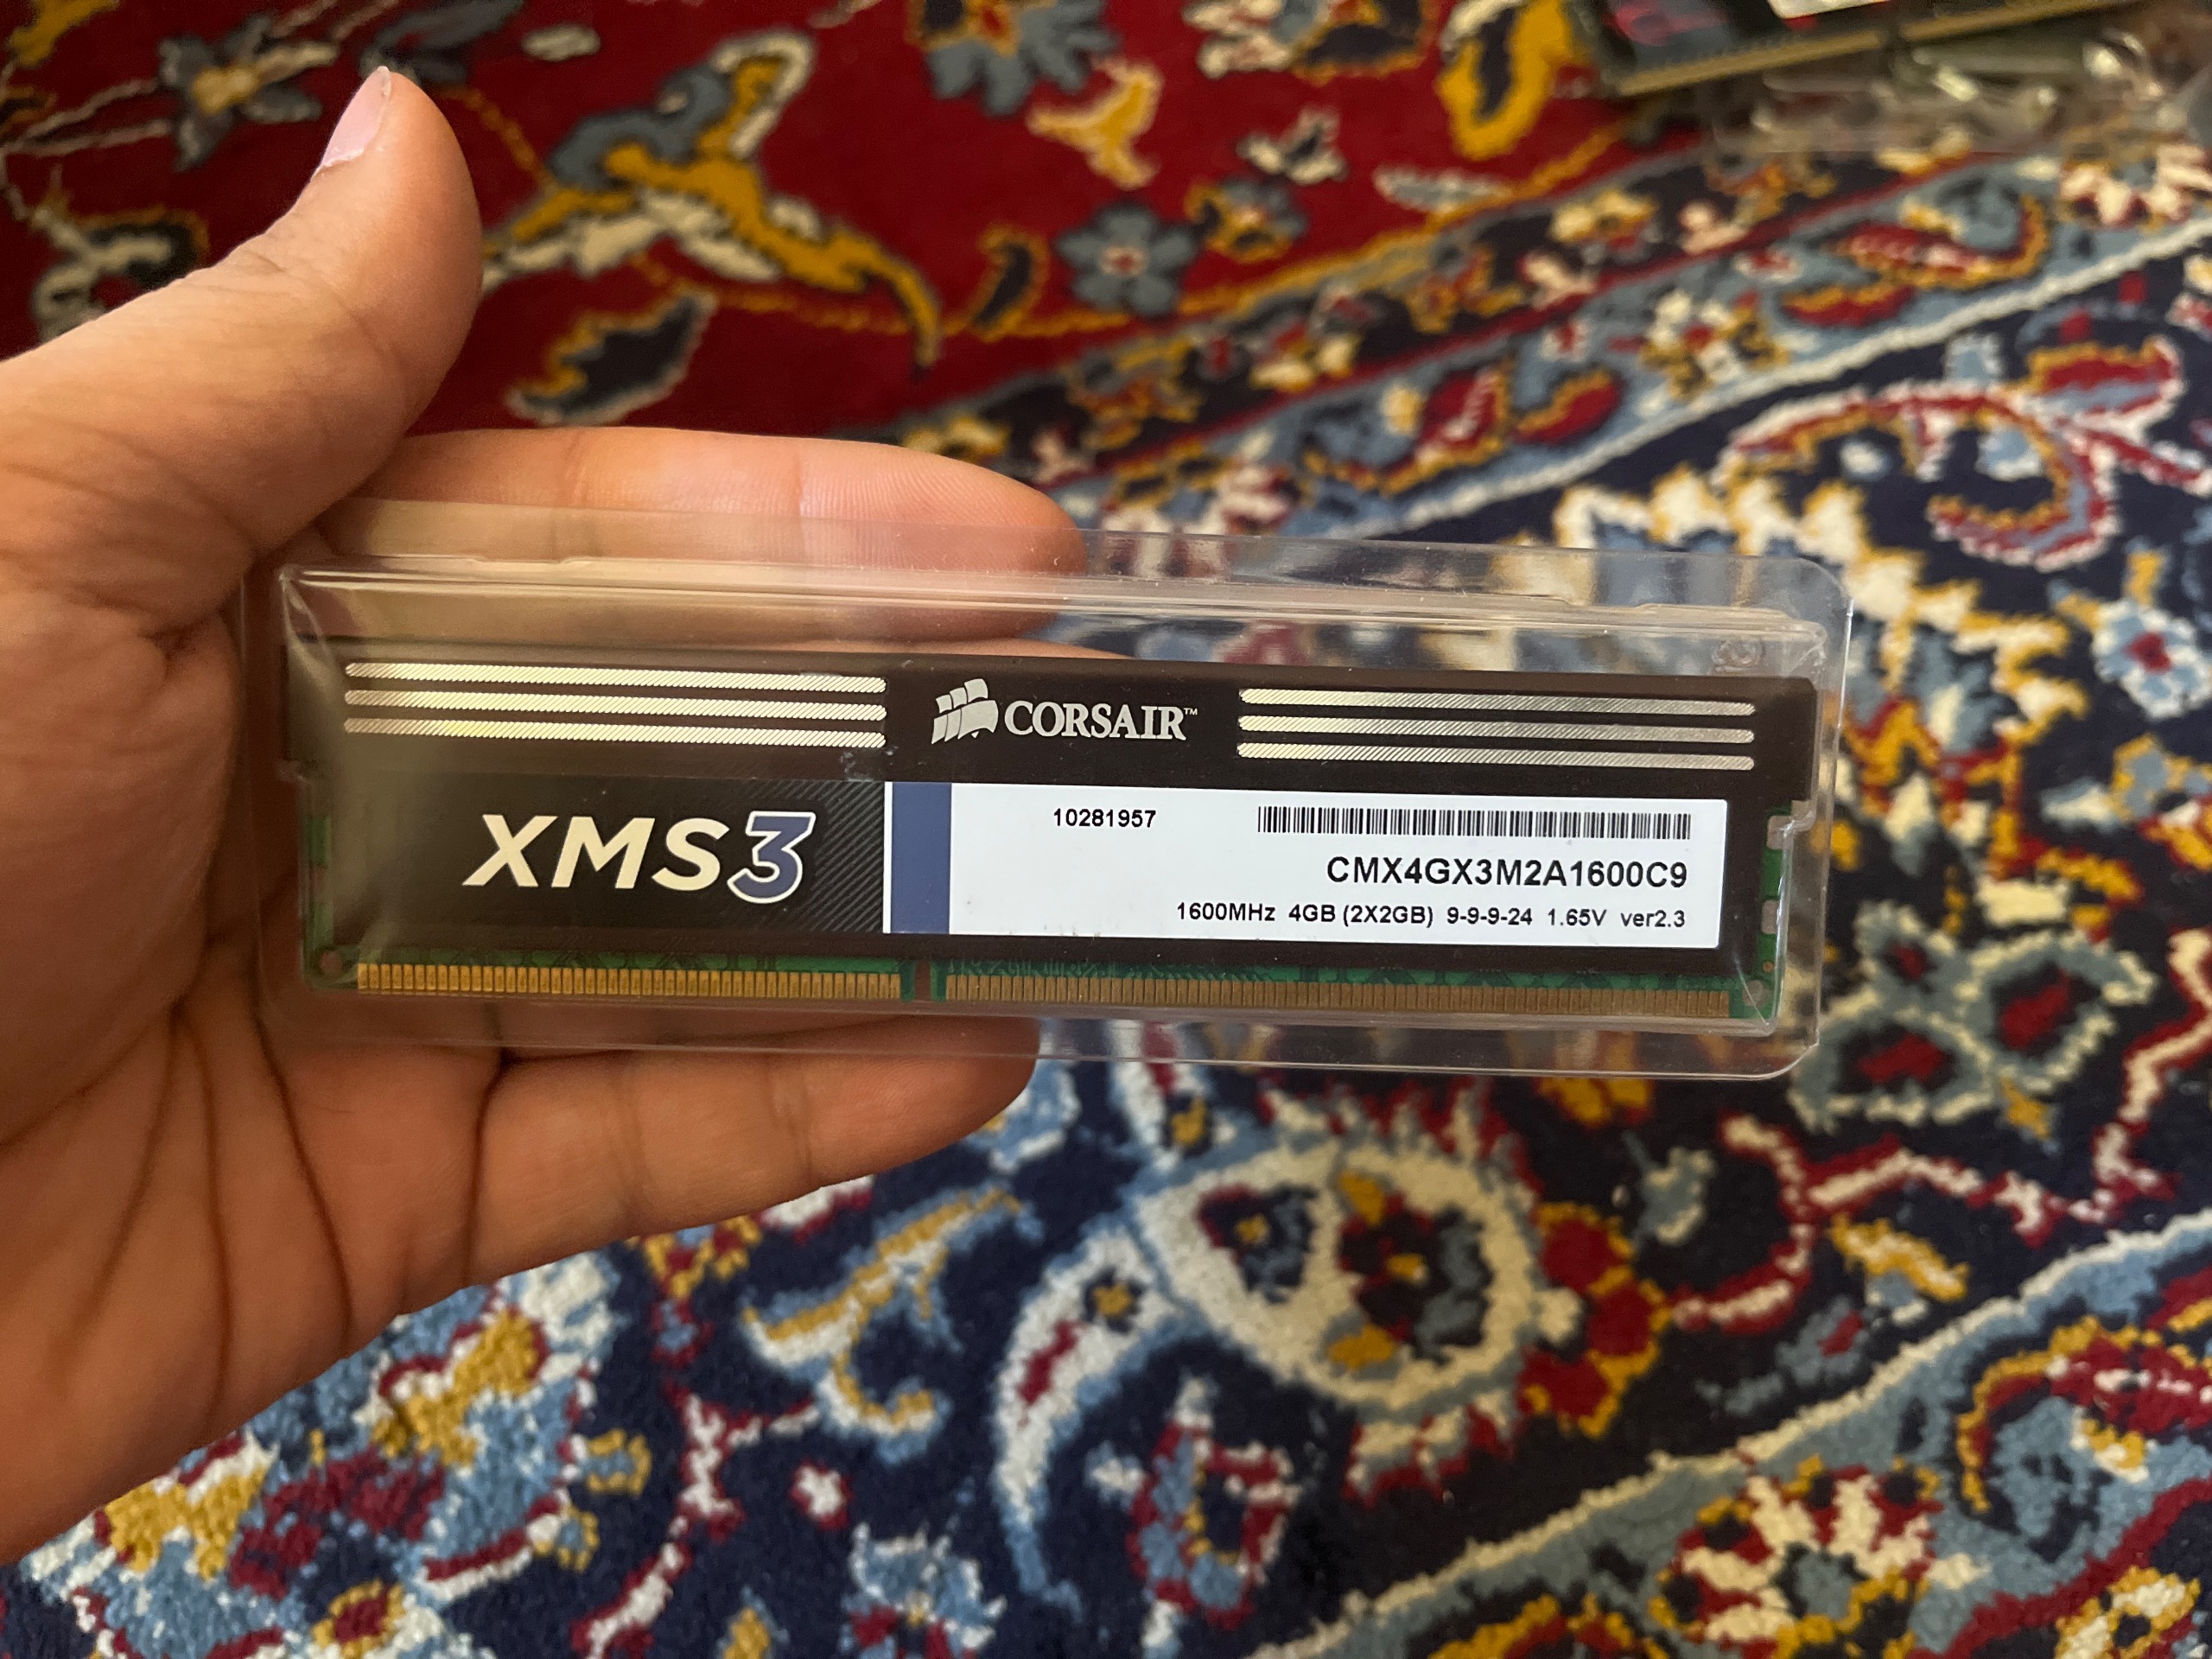 CORSAIR™
XMS3
10281957
CMX4GX3M2A1600C9
1600MHz 4GB (2X2GB) 9-9-9-24 1.65V ver2.3